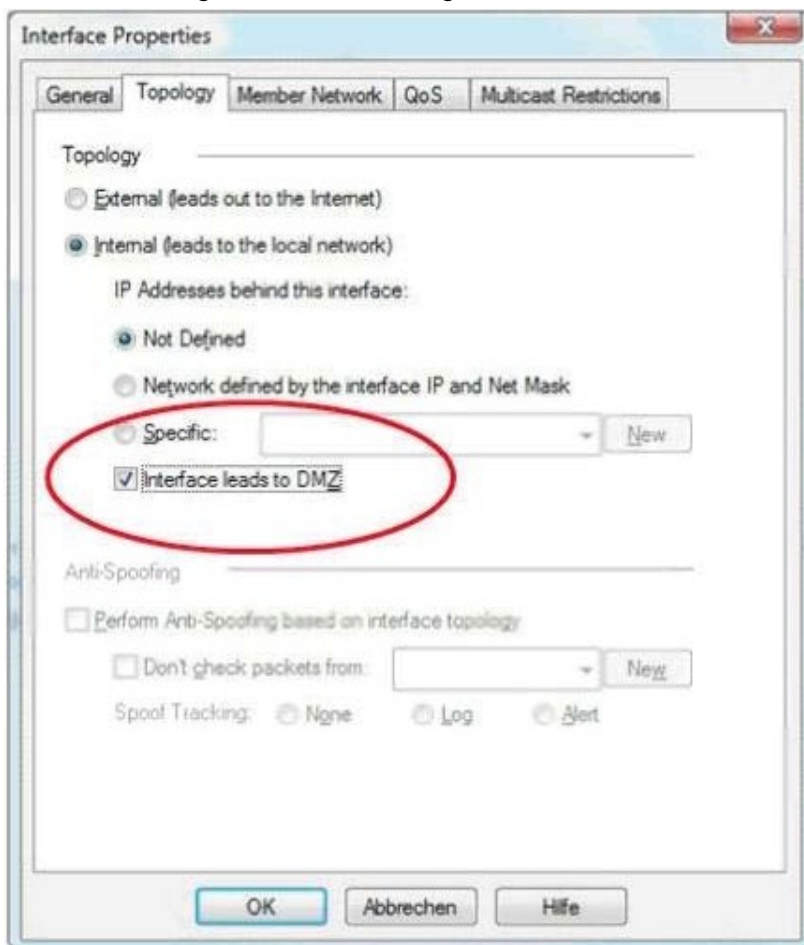 Interface Properties
General Topology Member Network QoS Multicast Restrictions
Topology
External (leads out to the Internet)
Internal (leads to the local network)
IP Addresses behind this interface:
Not Defined
Network defined by the interface IP and Net Mask
Specific: New
Interface leads to DMZ
Anti-Spoofing
Perform Anti-Spoofing based on interface topology
Don't check packets from: New
Spoof Tracking: None Log Alert
OK Abbrechen Hilfe